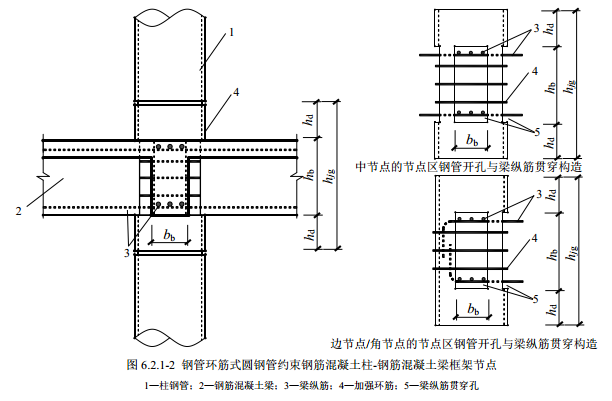 1
4
2
3
b_b
h_d
h_b
h_d
h_jg
3
4
5
b_b
h_d
h_b
h_d
h_jg
中节点的节点区钢管开孔与梁纵筋贯穿构造
3
4
5
b_b
h_d
h_b
h_d
h_jg
边节点/角节点的节点区钢管开孔与梁纵筋贯穿构造
图 6.2.1-2 钢管环筋式圆钢管约束钢筋混凝土柱-钢筋混凝土梁框架节点
1—柱钢管；2—钢筋混凝土梁；3—梁纵筋；4—加强环筋；5—梁纵筋贯穿孔